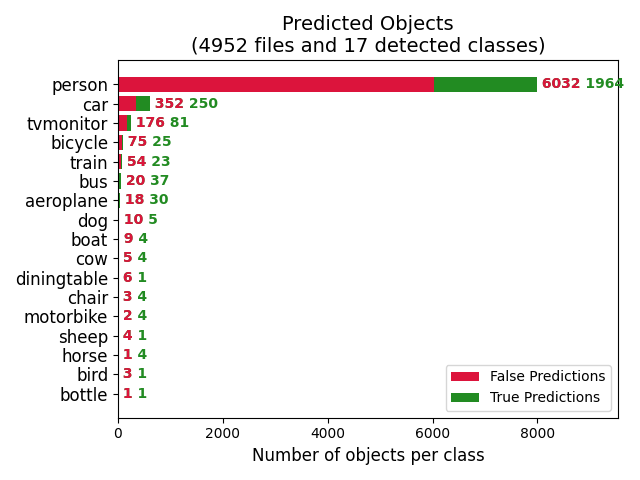 Predicted Objects
(4952 files and 17 detected classes)
person 6032 1964
car 352 250
tvmonitor 176 81
bicycle 75 25
train 54 23
bus 20 37
aeroplane 18 30
dog 10 5
boat 9 4
cow 5 4
diningtable 6 1
chair 3 4
motorbike 2 4
sheep 4 1
horse 1 4
bird 3 1
bottle 1 1
False Predictions
True Predictions
0 2000 4000 6000 8000
Number of objects per class